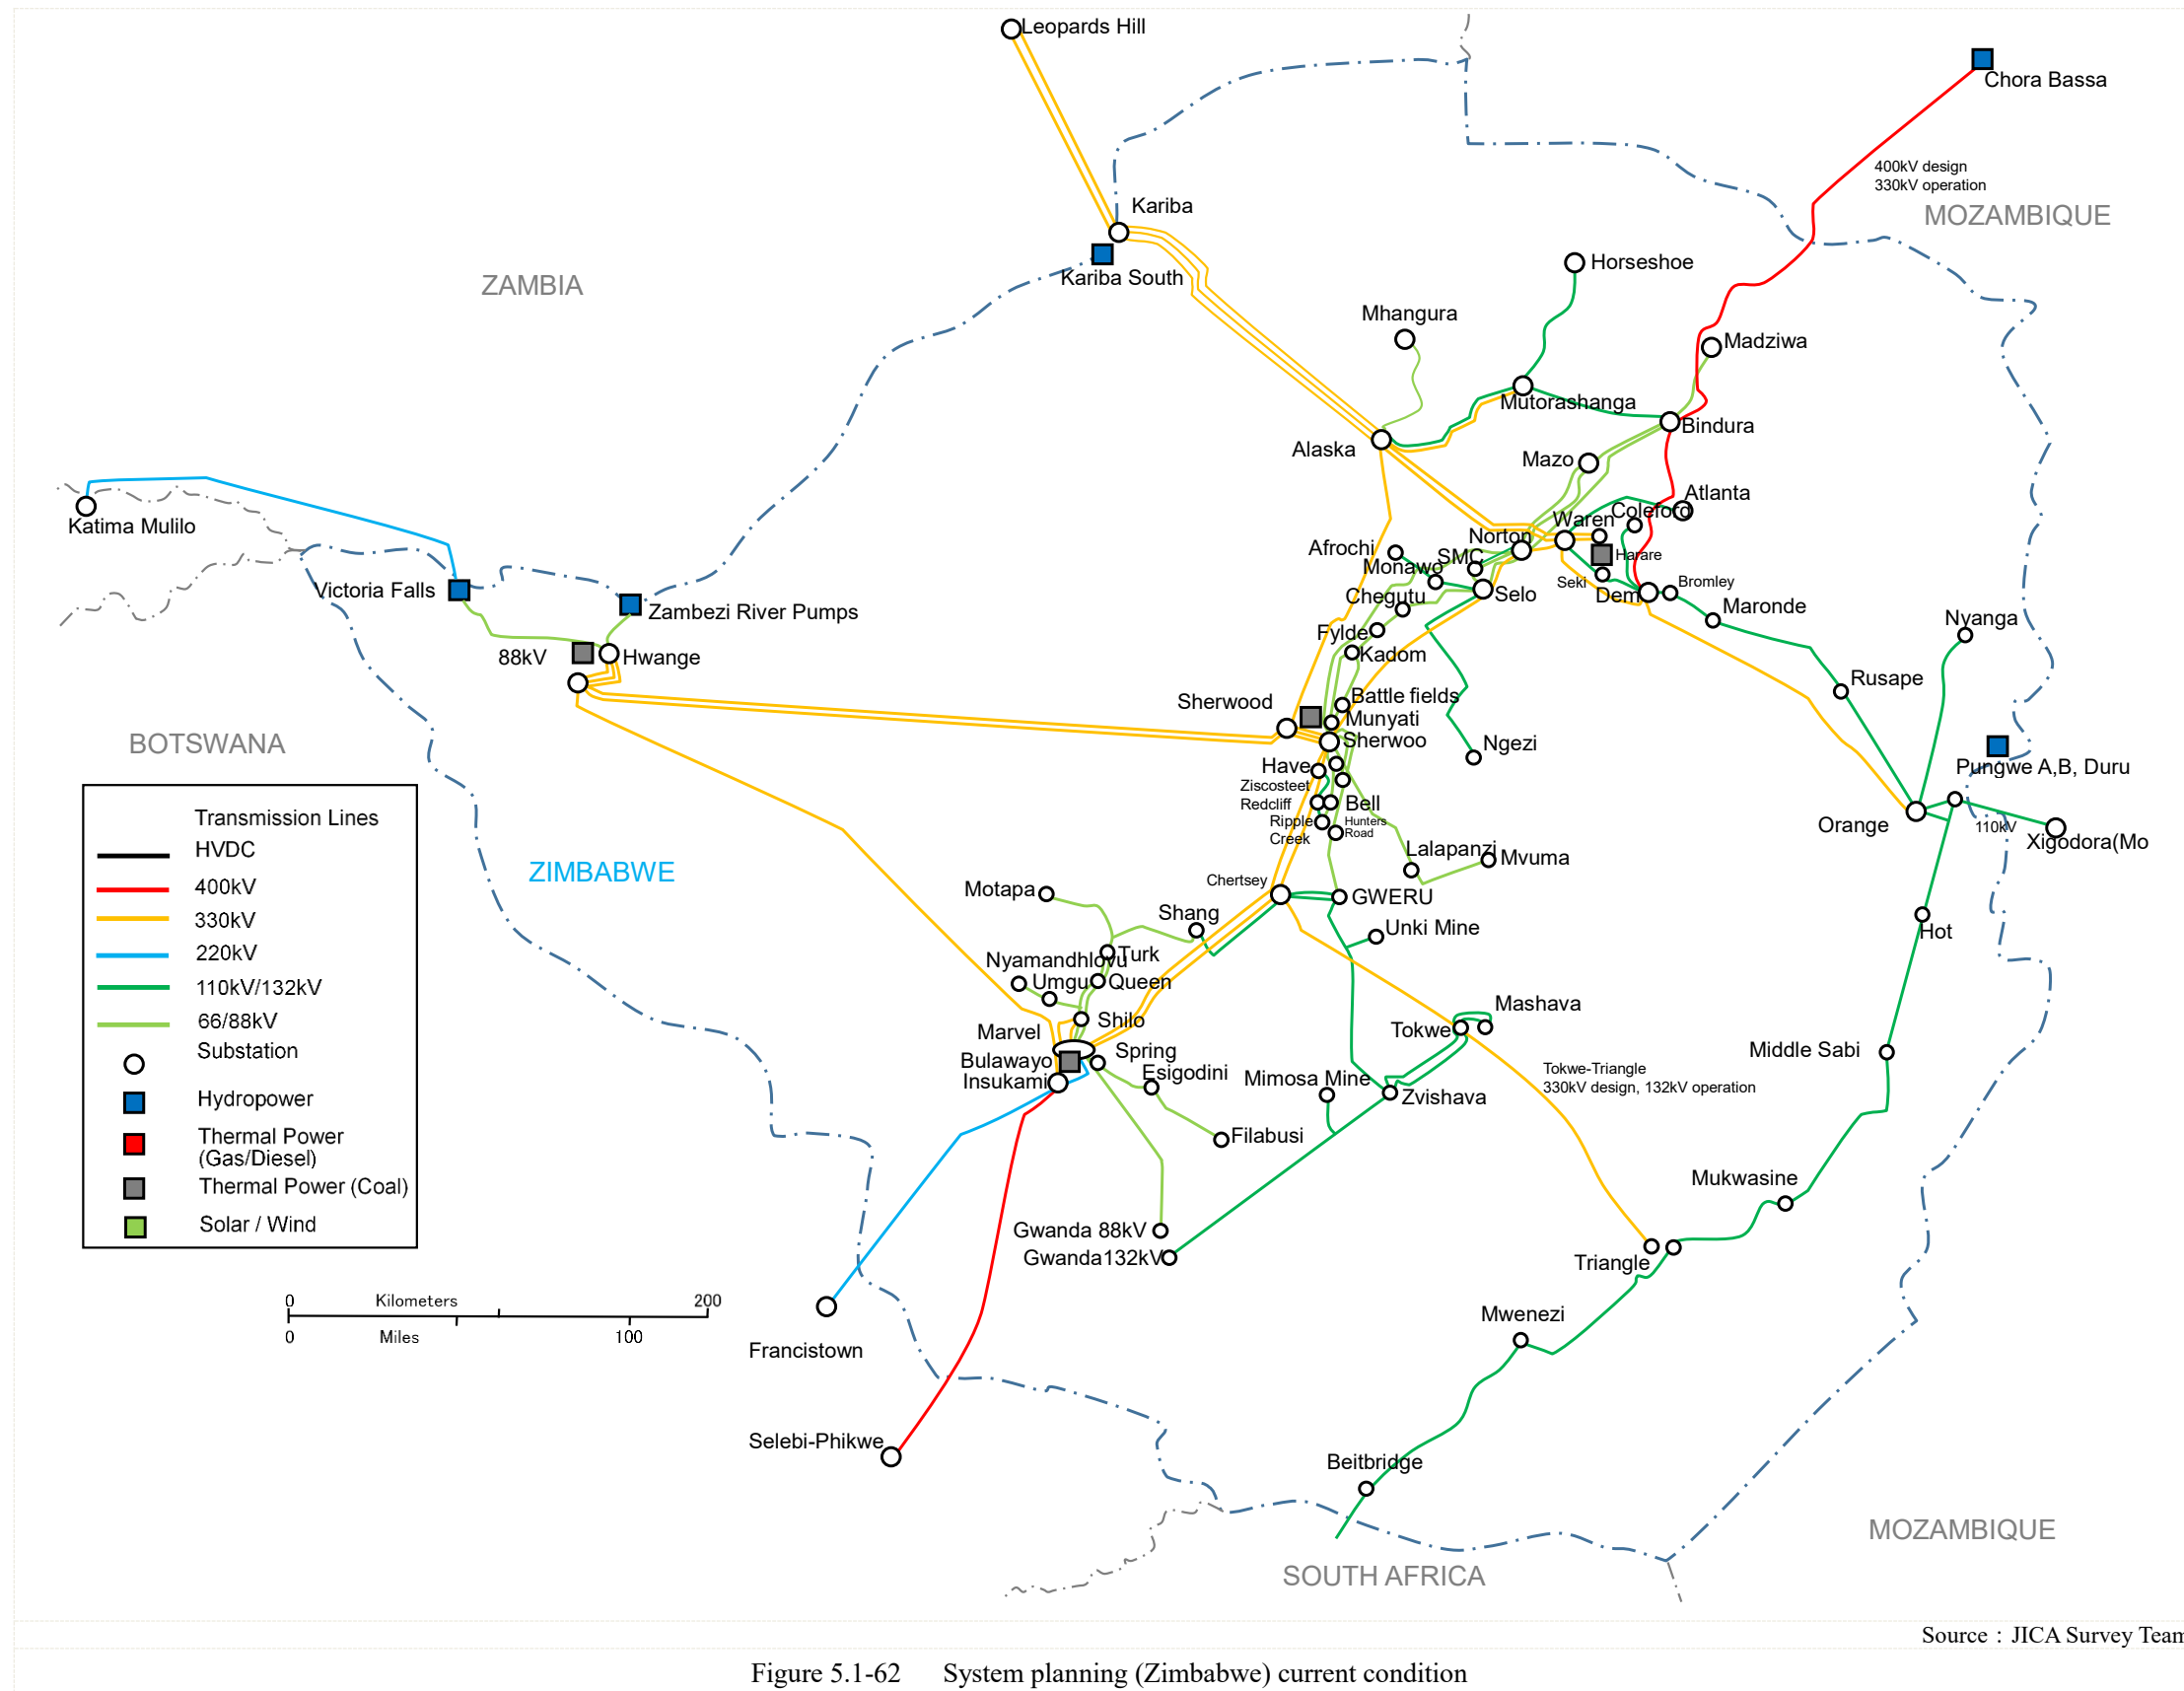 Leopards Hill
Chora Bassa
400kV design
330kV operation
MOZAMBIQUE
Kariba
Kariba South
ZAMBIA
Horseshoe
Mhangura
Madziwa
Mutorashanga
Bindura
Alaska
Mazo
Atlanta
Coleford
Waren
Katima Mulilo
Norton
Afrochi
SMC
Harare
Monawo
Seki
Bromley
Victoria Falls
Chegutu
Selo
Dem
Maronde
Zambezi River Pumps
Nyanga
Fylde
88kV
Hwange
Kadom
Rusape
Sherwood
Battle fields
Munyati
BOTSWANA
Sherwoo
Ngezi
Have
Pungwe A,B, Duru
Ziscosteet
Redcliff
Bell
Ripple
Creek
Hunters
Road
Orange
110kV
Xigodora(Mo
Transmission Lines
HVDC
400kV
330kV
220kV
110kV/132kV
66/88kV
Substation
Hydropower
Thermal Power
(Gas/Diesel)
Thermal Power (Coal)
Solar / Wind
ZIMBABWE
Lalapanzi
Mvuma
Chertsey
Motapa
GWERU
Shang
Unki Mine
Hot
Turk
Nyamandhlovu
Umgu
Queen
Mashava
Shilo
Tokwe
Marvel
Spring
Bulawayo
Middle Sabi
Insukami
Esigodini
Mimosa Mine
Tokwe-Triangle
330kV design, 132kV operation
Zvishava
Filabusi
Mukwasine
Gwanda 88kV
Gwanda132kV
Triangle
0 Kilometers 200
0 Miles 100
Mwenezi
Francistown
Selebi-Phikwe
Beitbridge
MOZAMBIQUE
SOUTH AFRICA
Source：JICA Survey Team
Figure 5.1-62 System planning (Zimbabwe) current condition